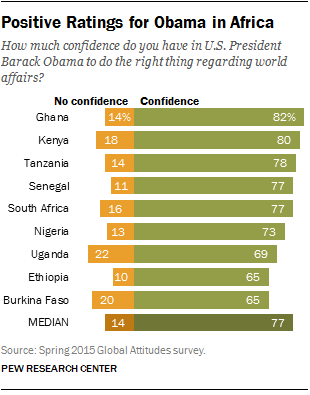 Positive Ratings for Obama in Africa
How much confidence do you have in U.S. President
Barack Obama to do the right thing regarding world
affairs?
No confidence Confidence
Ghana 14% 82%
Kenya 18 80
Tanzania 14 78
Senegal 11 77
South Africa 16 77
Nigeria 13 73
Uganda 22 69
Ethiopia 10 65
Burkina Faso 20 65
MEDIAN 14 77
Source: Spring 2015 Global Attitudes survey.
PEW RESEARCH CENTER